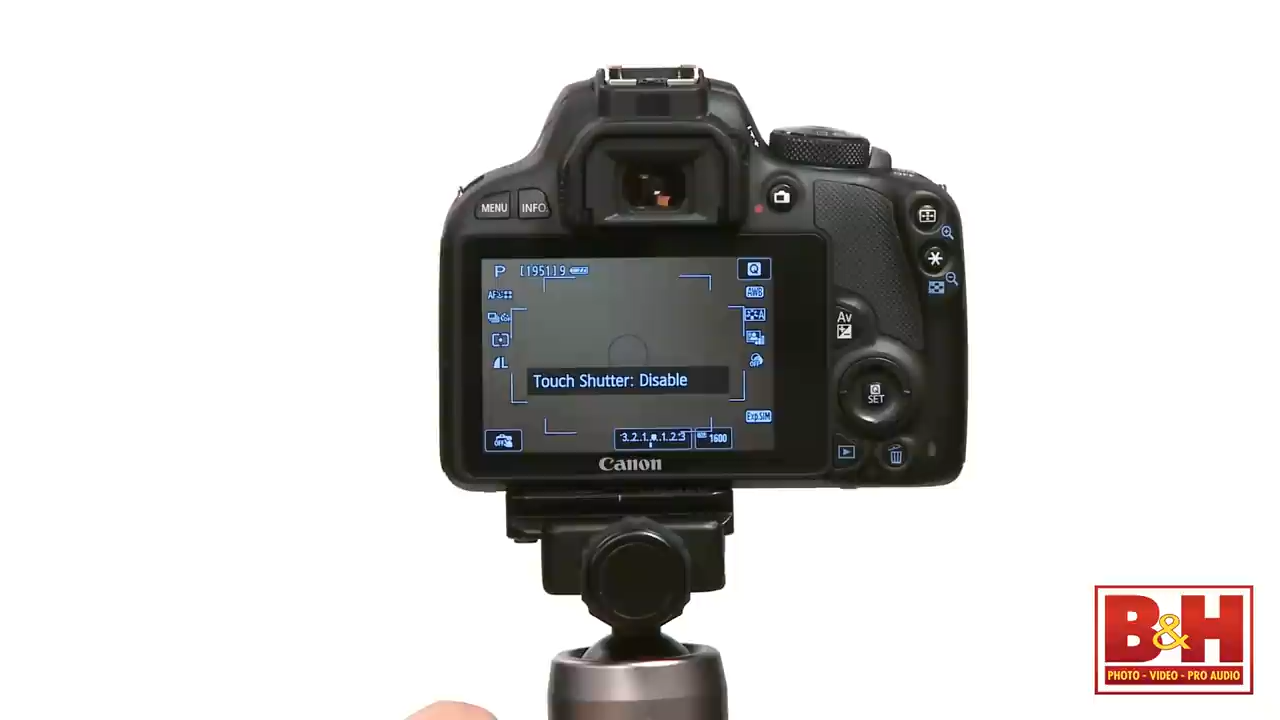 MENU
INFO.
P
[1951]9
Q
AWB
L
Touch Shutter: Disable
Exp.SIM
OFF
-3..2..1..0..1..2..:3
1600
Canon
Av
Q
SET
B&H
PHOTO - VIDEO - PRO AUDIO